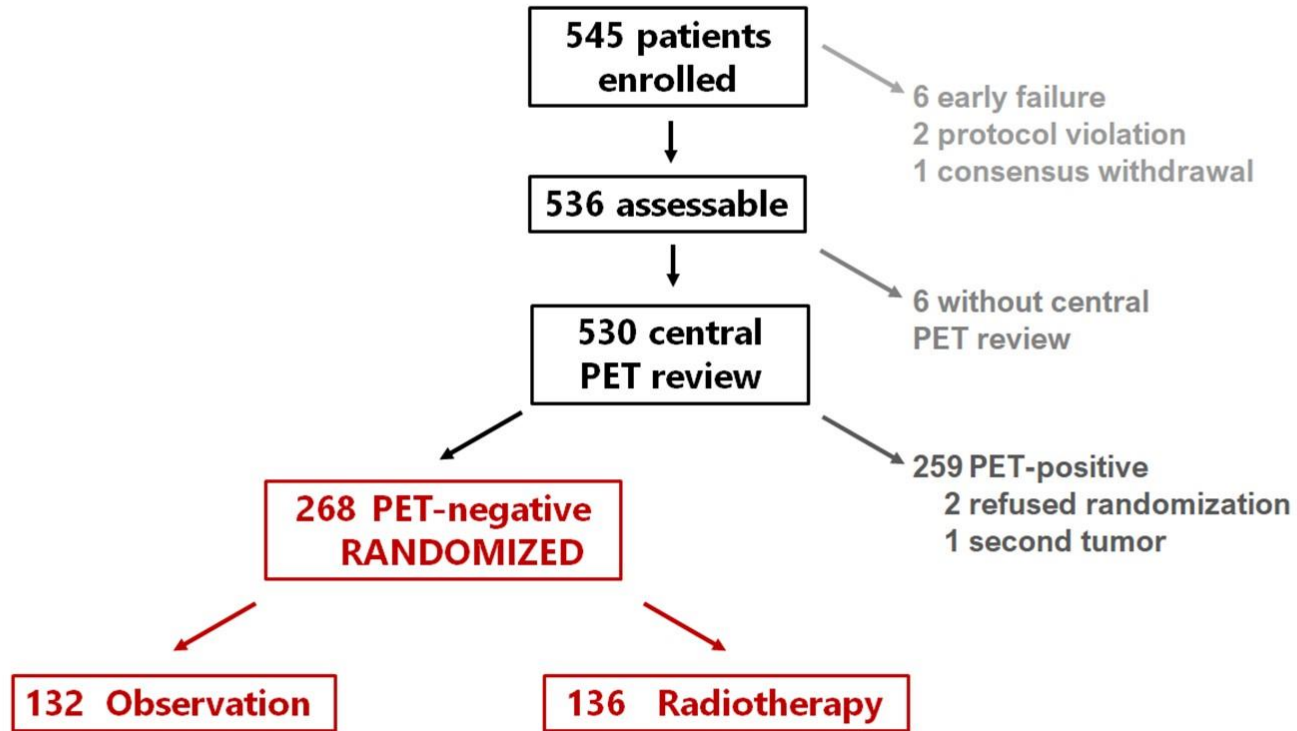 545 patients
enrolled
6 early failure
2 protocol violation
1 consensus withdrawal
536 assessable
6 without central
PET review
530 central
PET review
259 PET-positive
2 refused randomization
1 second tumor
268 PET-negative
RANDOMIZED
132 Observation
136 Radiotherapy